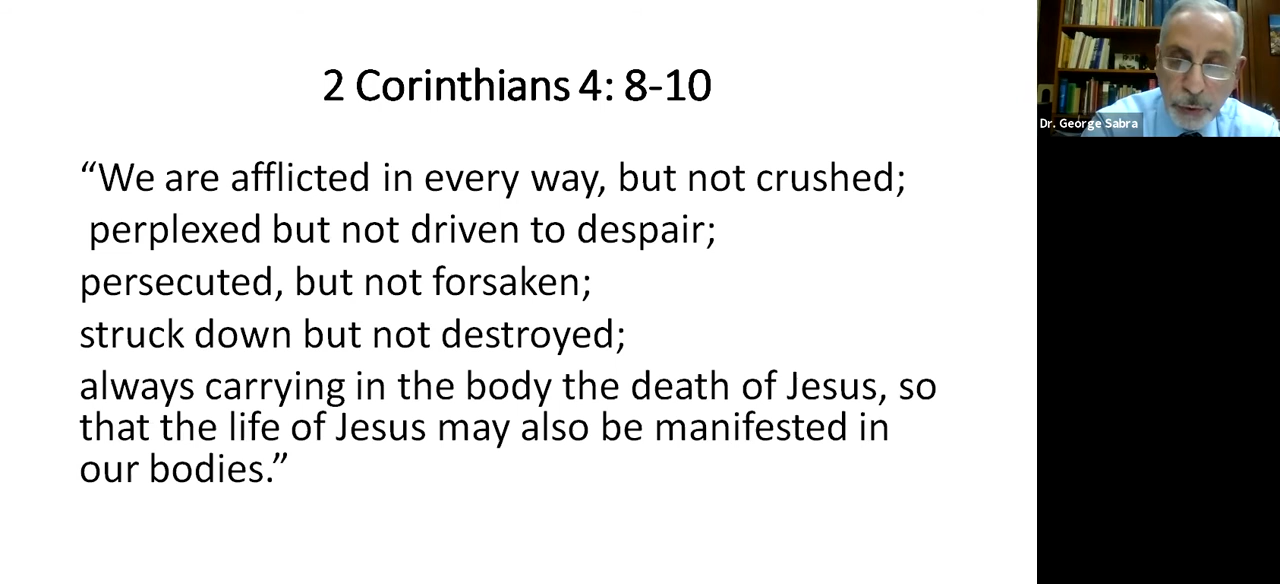 2 Corinthians 4: 8-10
“We are afflicted in every way, but not crushed;
perplexed but not driven to despair;
persecuted, but not forsaken;
struck down but not destroyed;
always carrying in the body the death of Jesus, so
that the life of Jesus may also be manifested in
our bodies.”
Dr. George Sabra